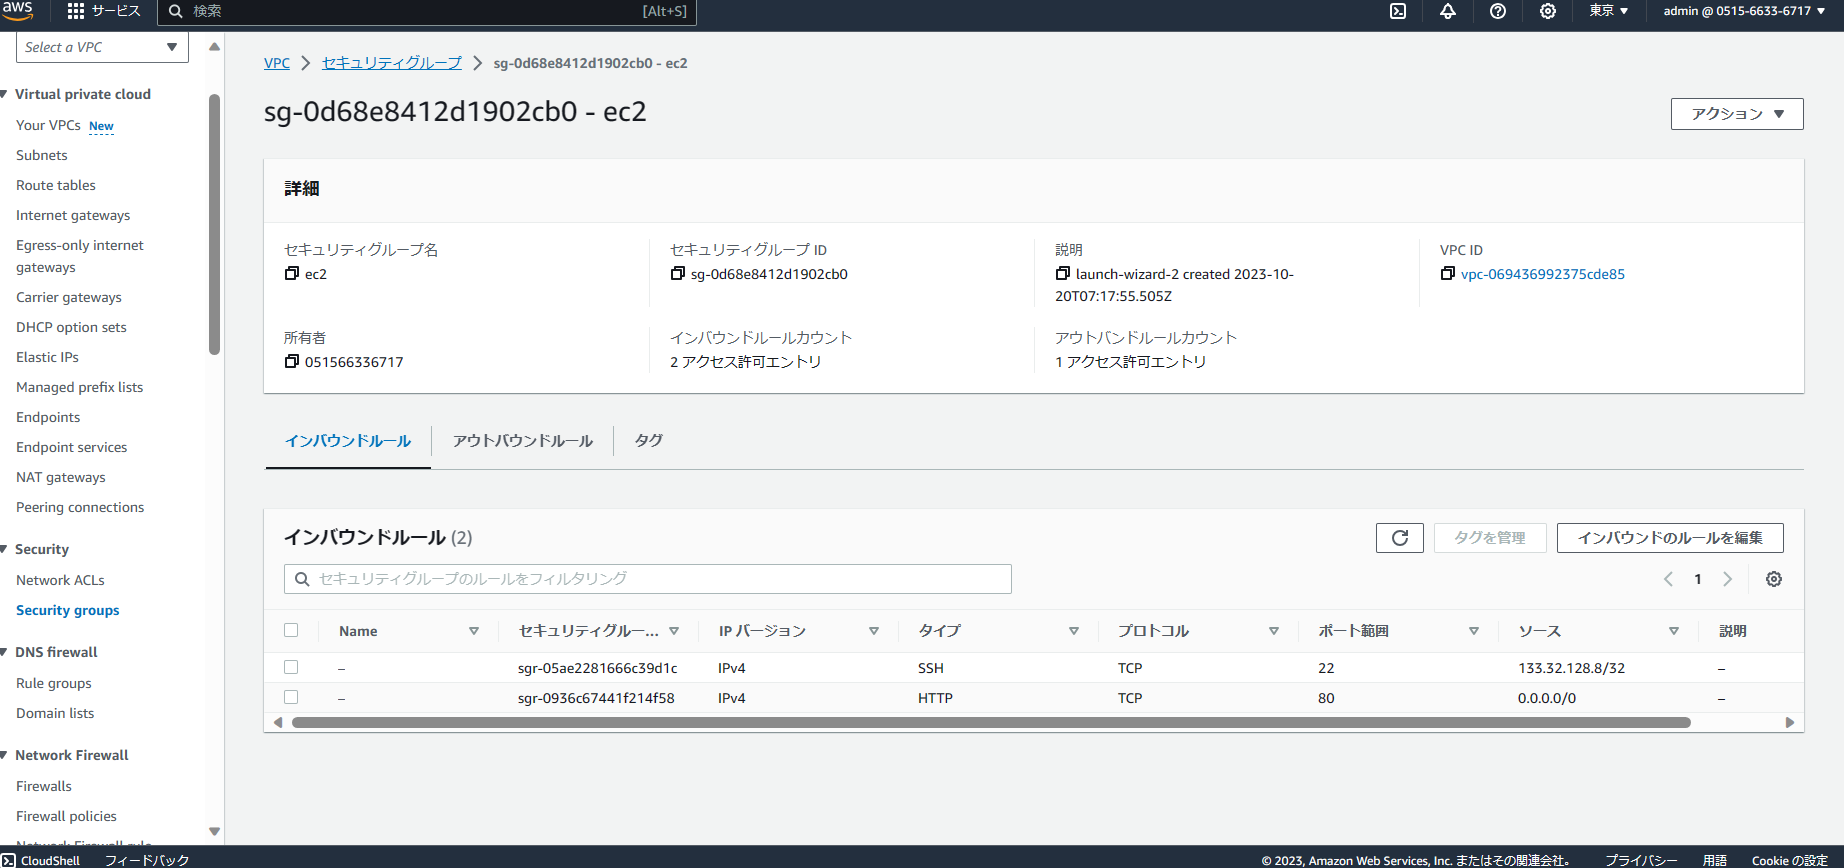 aws
サービス
検索
[Alt+S]
東京
admin @ 0515-6633-6717
Select a VPC
Virtual private cloud
Your VPCs New
Subnets
Route tables
Internet gateways
Egress-only internet
gateways
Carrier gateways
DHCP option sets
Elastic IPs
Managed prefix lists
Endpoints
Endpoint services
NAT gateways
Peering connections
Security
Network ACLs
Security groups
DNS firewall
Rule groups
Domain lists
Network Firewall
Firewalls
Firewall policies
Network Firewall rule
VPC > セキュリティグループ > sg-0d68e8412d1902cb0 - ec2
sg-0d68e8412d1902cb0 - ec2
アクション
詳細
セキュリティグループ名
ec2
セキュリティグループ ID
sg-0d68e8412d1902cb0
説明
launch-wizard-2 created 2023-10-
20T07:17:55.505Z
VPC ID
vpc-069436992375cde85
所有者
051566336717
インバウンドルールカウント
2 アクセス許可エントリ
アウトバンドルールカウント
1 アクセス許可エントリ
インバウンドルール
アウトバウンドルール
タグ
インバウンドルール (2)
タグを管理
インバウンドのルールを編集
セキュリティグループのルールをフィルタリング
1
Name セキュリティグルー... IP バージョン タイプ プロトコル ポート範囲 ソース 説明
– sgr-05ae2281666c39d1c IPv4 SSH TCP 22 133.32.128.8/32 –
– sgr-0936c67441f214f58 IPv4 HTTP TCP 80 0.0.0.0/0 –
CloudShell
フィードバック
© 2023, Amazon Web Services, Inc. またはその関連会社。
プライバシー
用語
Cookie の設定